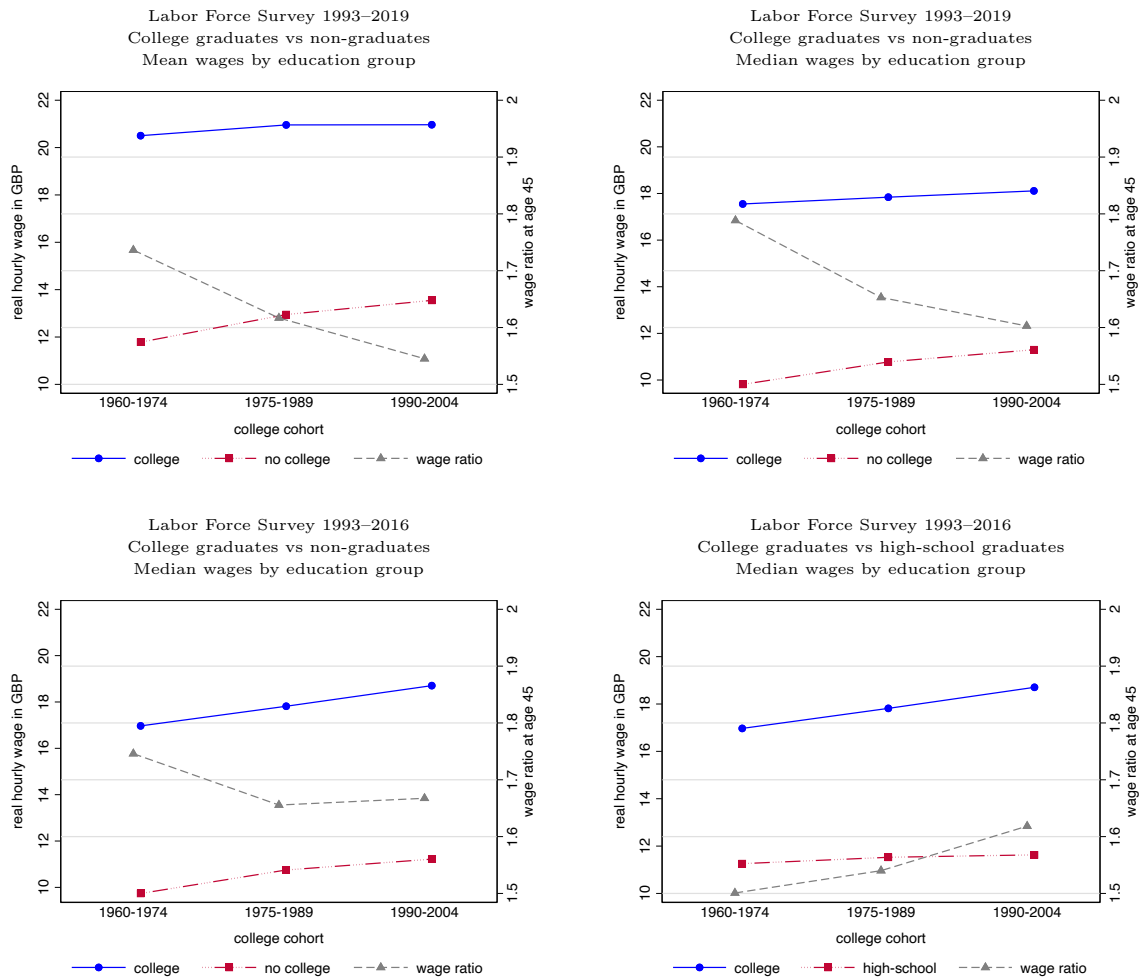 Labor Force Survey 1993–2019
College graduates vs non-graduates
Mean wages by education group
real hourly wage in GBP
22
20
18
16
14
12
10
2
1.9
1.8
1.7
1.6
1.5
wage ratio at age 45
1960-1974 1975-1989 1990-2004
college cohort
college no college wage ratio
Labor Force Survey 1993–2019
College graduates vs non-graduates
Median wages by education group
real hourly wage in GBP
22
20
18
16
14
12
10
2
1.9
1.8
1.7
1.6
1.5
wage ratio at age 45
1960-1974 1975-1989 1990-2004
college cohort
college no college wage ratio
Labor Force Survey 1993–2016
College graduates vs non-graduates
Median wages by education group
real hourly wage in GBP
22
20
18
16
14
12
10
2
1.9
1.8
1.7
1.6
1.5
wage ratio at age 45
1960-1974 1975-1989 1990-2004
college cohort
college no college wage ratio
Labor Force Survey 1993–2016
College graduates vs high-school graduates
Median wages by education group
real hourly wage in GBP
22
20
18
16
14
12
10
2
1.9
1.8
1.7
1.6
1.5
wage ratio at age 45
1960-1974 1975-1989 1990-2004
college cohort
college high-school wage ratio